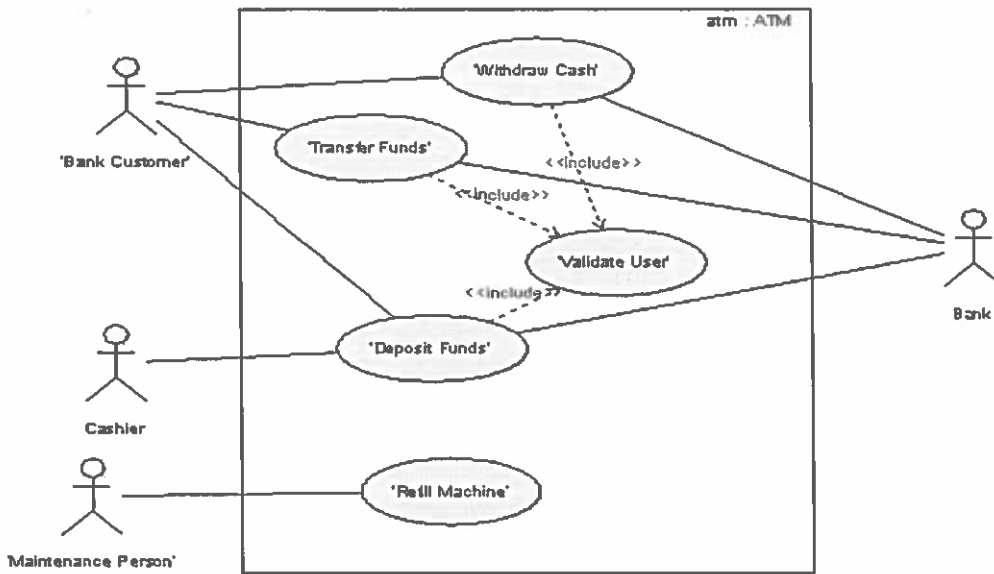 atm : ATM
'Withdraw Cash'
'Transfer Funds'
<<include>>
'Bank Customer'
<<include>>
'Validate User'
<<include>>
Bank
'Deposit Funds'
Cashier
'Refill Machine'
'Maintenance Person'